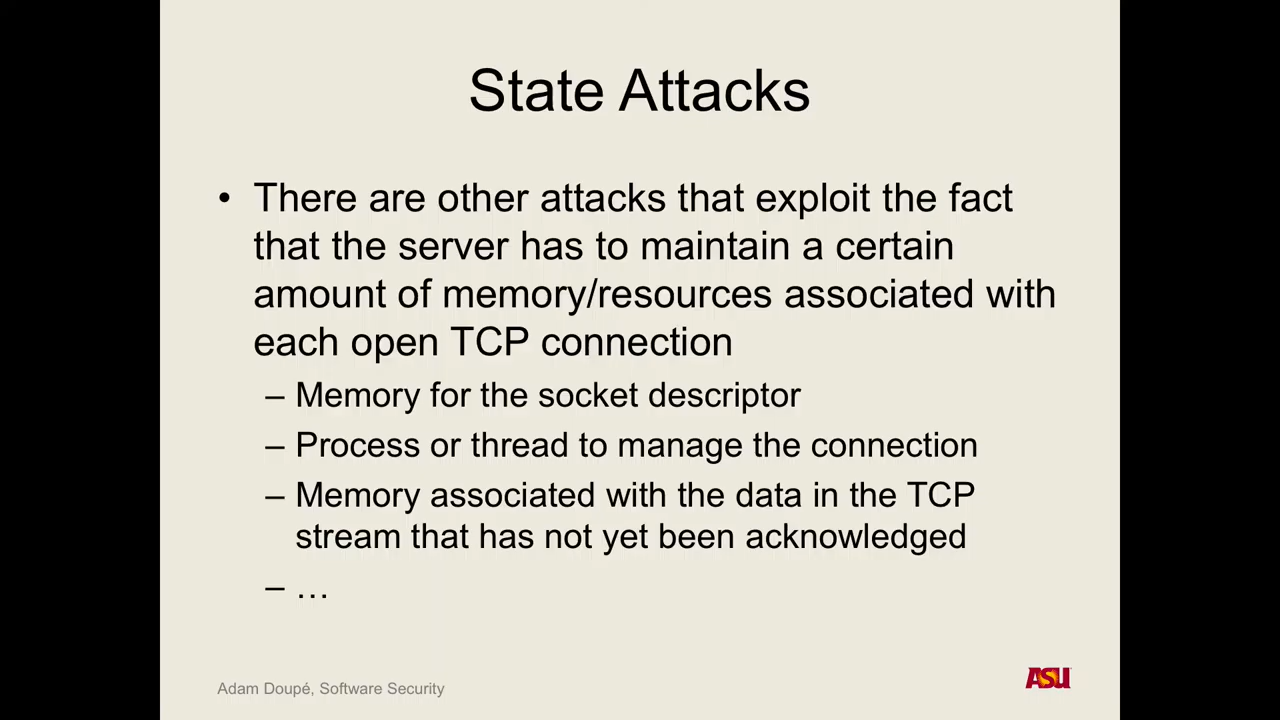 State Attacks
• There are other attacks that exploit the fact
that the server has to maintain a certain
amount of memory/resources associated with
each open TCP connection
– Memory for the socket descriptor
– Process or thread to manage the connection
– Memory associated with the data in the TCP
stream that has not yet been acknowledged
– …
Adam Doupé, Software Security
ASU